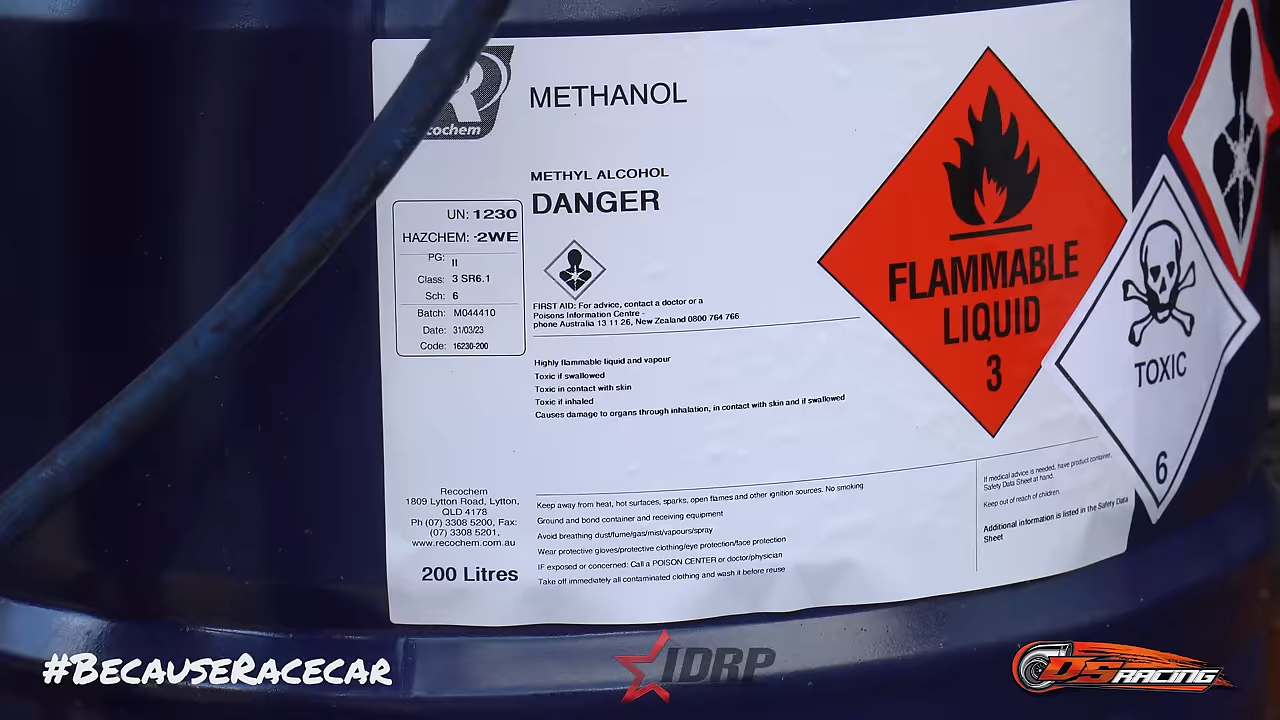 R
cochem
METHANOL
METHYL ALCOHOL
DANGER
UN: 1230
HAZCHEM: •2WE
PG: II
Class: 3 SR6.1
Sch: 6
Batch: M044410
Date: 31/03/23
Code: 16230-200
FIRST AID: For advice, contact a doctor or a
Poisons Information Centre -
phone Australia 13 11 26, New Zealand 0800 764 766
Highly flammable liquid and vapour
Toxic if swallowed
Toxic in contact with skin
Toxic if inhaled
Causes damage to organs through inhalation, in contact with skin and if swallowed
FLAMMABLE
LIQUID
3
TOXIC
6
Recochem
1809 Lytton Road, Lytton,
QLD 4178
Ph (07) 3308 5200, Fax:
(07) 3308 5201,
www.recochem.com.au
200 Litres
Keep away from heat, hot surfaces, sparks, open flames and other ignition sources. No smoking
Ground and bond container and receiving equipment
Avoid breathing dust/fume/gas/mist/vapours/spray
Wear protective gloves/protective clothing/eye protection/face protection
IF exposed or concerned: Call a POISON CENTER or doctor/physician
Take off immediately all contaminated clothing and wash it before reuse
If medical advice is needed, have product container,
Safety Data Sheet at hand.
Keep out of reach of children.
Additional information is listed in the Safety Data
Sheet
#BecauseRacecar
IDRP
DS RACING